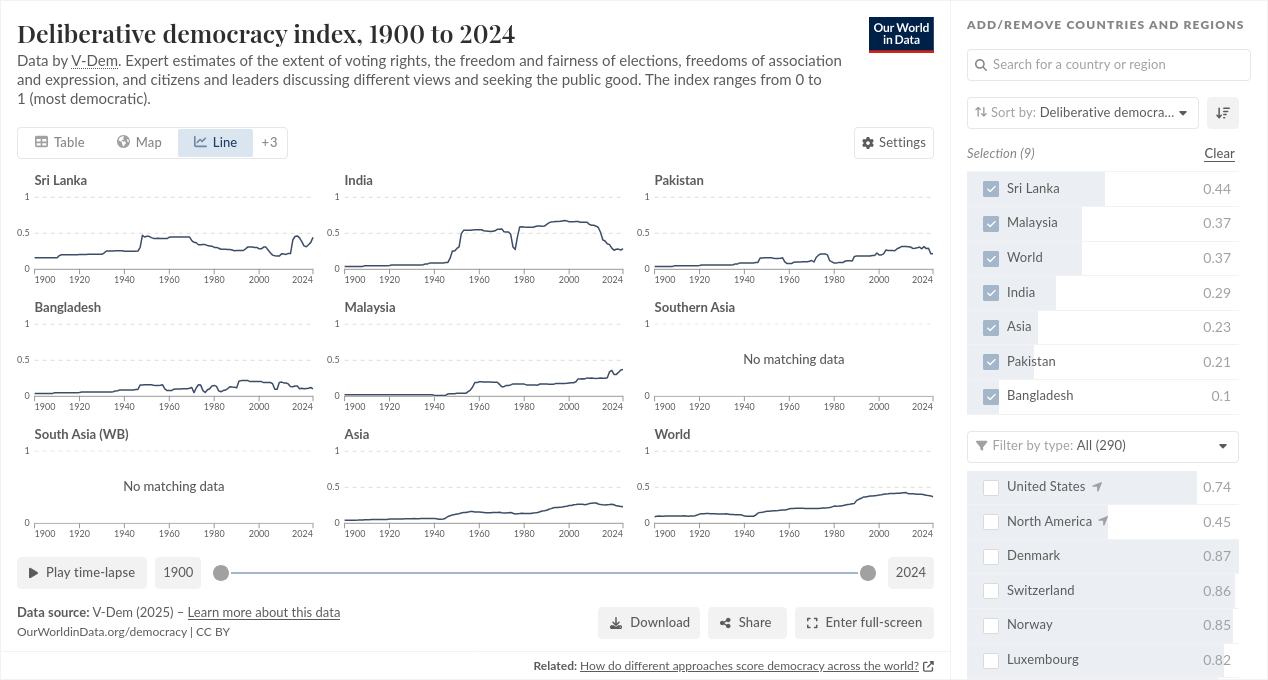 Deliberative democracy index, 1900 to 2024
Our World
in Data
Data by V-Dem. Expert estimates of the extent of voting rights, the freedom and fairness of elections, freedoms of association
and expression, and citizens and leaders discussing different views and seeking the public good. The index ranges from 0 to
1 (most democratic).
Table
Map
Line
+3
Settings
Sri Lanka
1
0.5
0
1900 1920 1940 1960 1980 2000 2024
India
1
0.5
0
1900 1920 1940 1960 1980 2000 2024
Pakistan
1
0.5
0
1900 1920 1940 1960 1980 2000 2024
Bangladesh
1
0.5
0
1900 1920 1940 1960 1980 2000 2024
Malaysia
1
0.5
0
1900 1920 1940 1960 1980 2000 2024
Southern Asia
1
No matching data
0
1900 1920 1940 1960 1980 2000 2024
South Asia (WB)
1
No matching data
0
1900 1920 1940 1960 1980 2000 2024
Asia
1
0.5
0
1900 1920 1940 1960 1980 2000 2024
World
1
0.5
0
1900 1920 1940 1960 1980 2000 2024
Play time-lapse
1900
2024
Data source: V-Dem (2025) – Learn more about this data
OurWorldinData.org/democracy | CC BY
Download
Share
Enter full-screen
Related: How do different approaches score democracy across the world?
ADD/REMOVE COUNTRIES AND REGIONS
Search for a country or region
Sort by: Deliberative democra...
Selection (9)
Clear
Sri Lanka 0.44
Malaysia 0.37
World 0.37
India 0.29
Asia 0.23
Pakistan 0.21
Bangladesh 0.1
Filter by type: All (290)
United States 0.74
North America 0.45
Denmark 0.87
Switzerland 0.86
Norway 0.85
Luxembourg 0.82